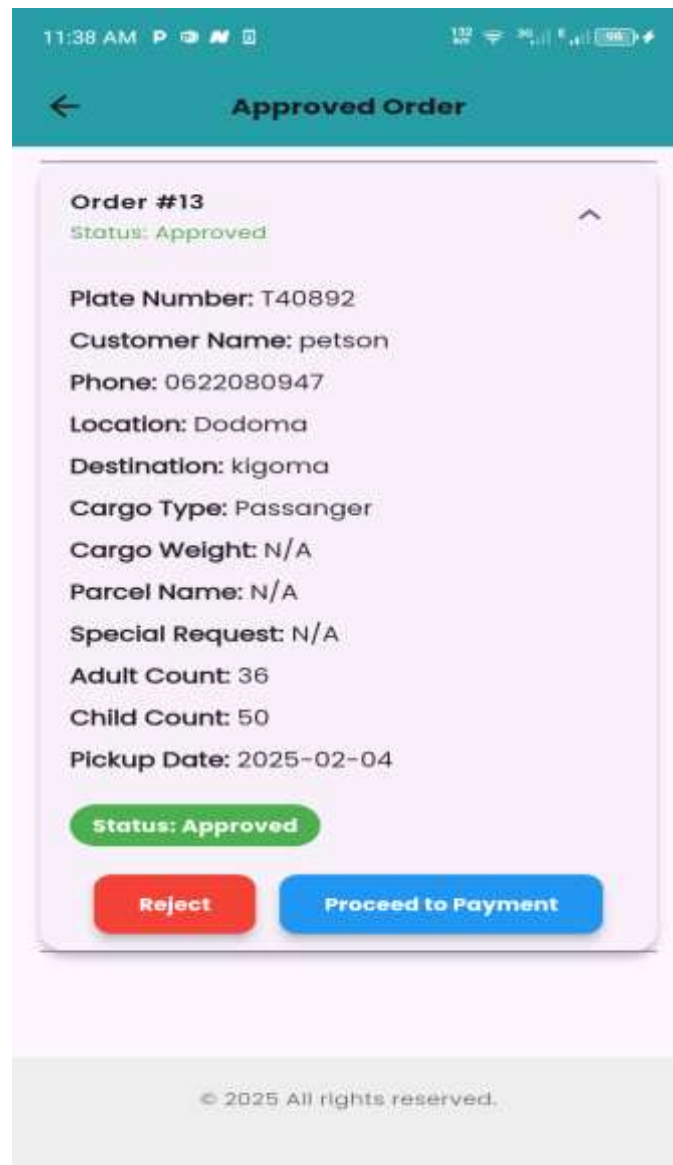 11:38 AM
Approved Order
Order #13
Status: Approved
Plate Number: T40892
Customer Name: petson
Phone: 0622080947
Location: Dodoma
Destination: kigoma
Cargo Type: Passanger
Cargo Weight: N/A
Parcel Name: N/A
Special Request: N/A
Adult Count: 36
Child Count: 50
Pickup Date: 2025-02-04
Status: Approved
Reject Proceed to Payment
© 2025 All rights reserved.